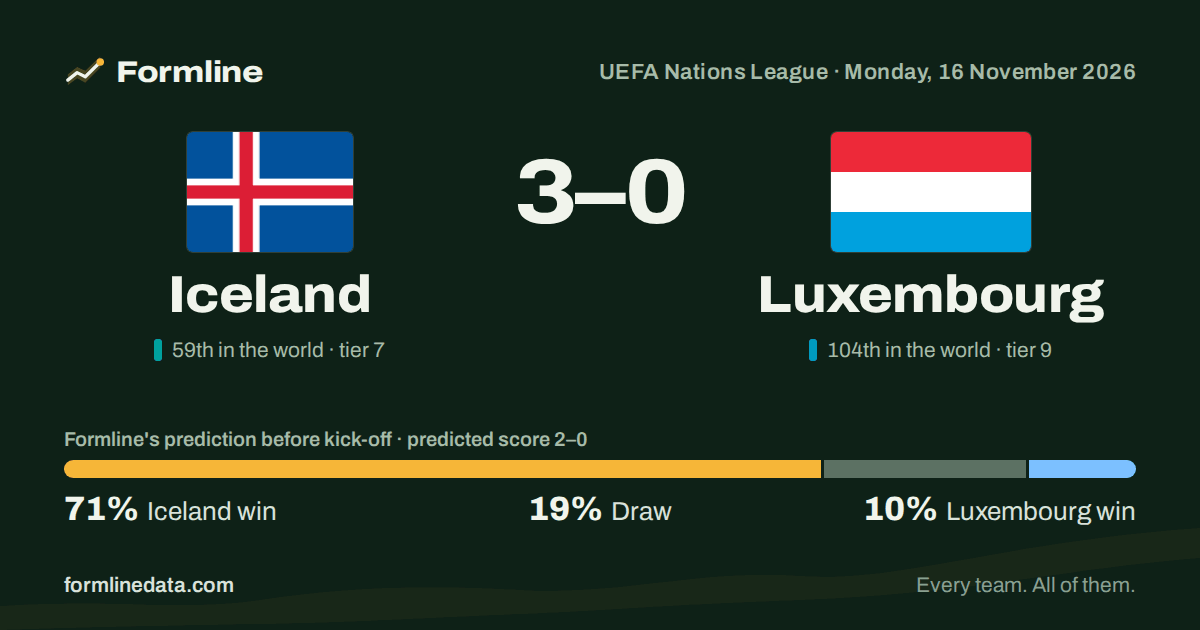 Formline
UEFA Nations League · Monday, 16 November 2026
3–0
Iceland
Luxembourg
59th in the world · tier 7
104th in the world · tier 9
Formline's prediction before kick-off · predicted score 2–0
71% Iceland win
19% Draw
10% Luxembourg win
formlinedata.com
Every team. All of them.